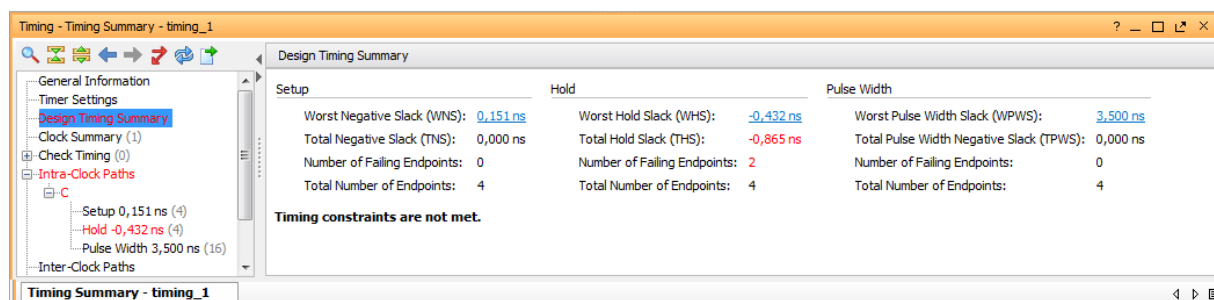 Timing - Timing Summary - timing_1
Design Timing Summary
General Information
Timer Settings
Design Timing Summary
Clock Summary (1)
Check Timing (0)
Intra-Clock Paths
C
Setup 0,151 ns (4)
Hold -0,432 ns (4)
Pulse Width 3,500 ns (16)
Inter-Clock Paths
Setup
Worst Negative Slack (WNS): 0,151 ns
Total Negative Slack (TNS): 0,000 ns
Number of Failing Endpoints: 0
Total Number of Endpoints: 4
Hold
Worst Hold Slack (WHS): -0,432 ns
Total Hold Slack (THS): -0,865 ns
Number of Failing Endpoints: 2
Total Number of Endpoints: 4
Pulse Width
Worst Pulse Width Slack (WPWS): 3,500 ns
Total Pulse Width Negative Slack (TPWS): 0,000 ns
Number of Failing Endpoints: 0
Total Number of Endpoints: 4
Timing constraints are not met.
Timing Summary - timing_1